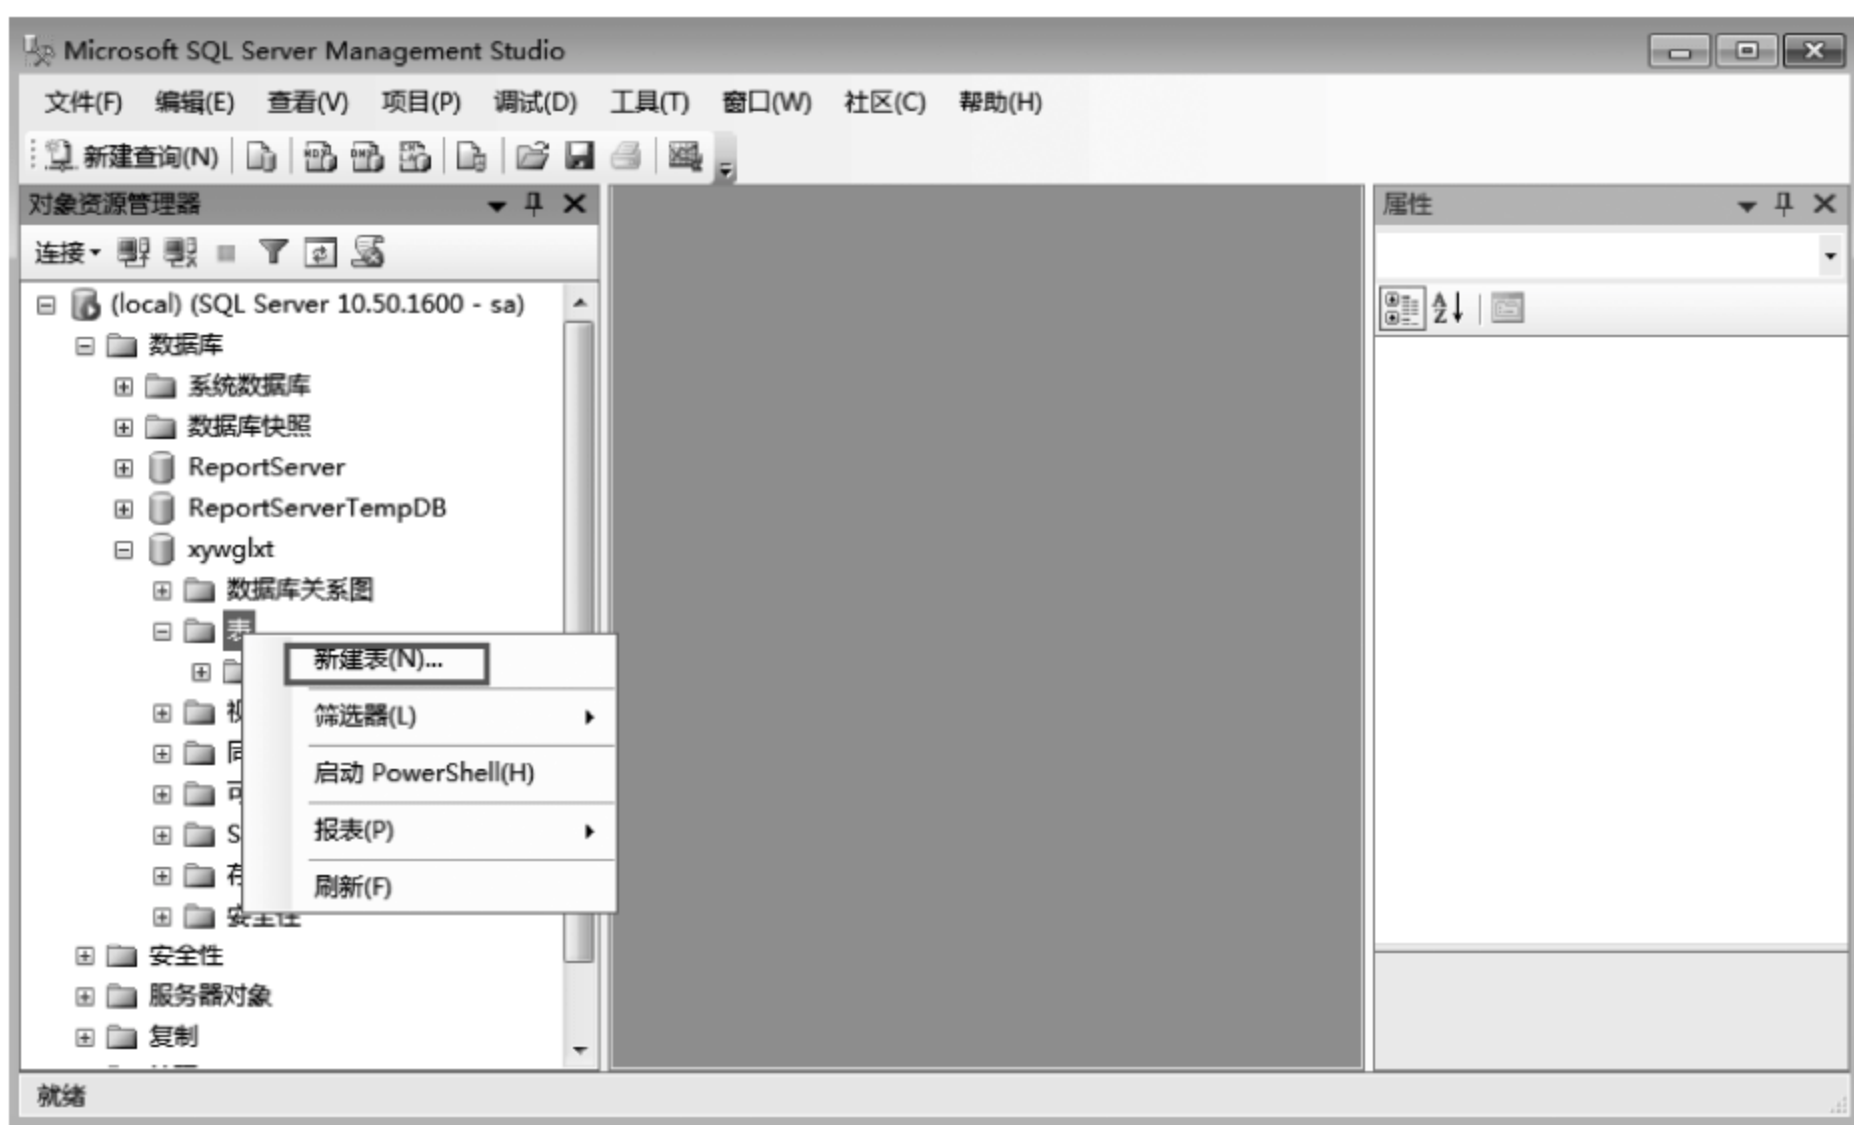 Microsoft SQL Server Management Studio
文件(F) 编辑(E) 查看(V) 项目(P) 调试(D) 工具(T) 窗口(W) 社区(C) 帮助(H)
新建查询(N)
对象资源管理器
属性
连接
(local) (SQL Server 10.50.1600 - sa)
数据库
系统数据库
数据库快照
ReportServer
ReportServerTempDB
xywglxt
数据库关系图
表
新建表(N)...
筛选器(L)
启动 PowerShell(H)
报表(P)
刷新(F)
安全性
安全性
服务器对象
复制
就绪